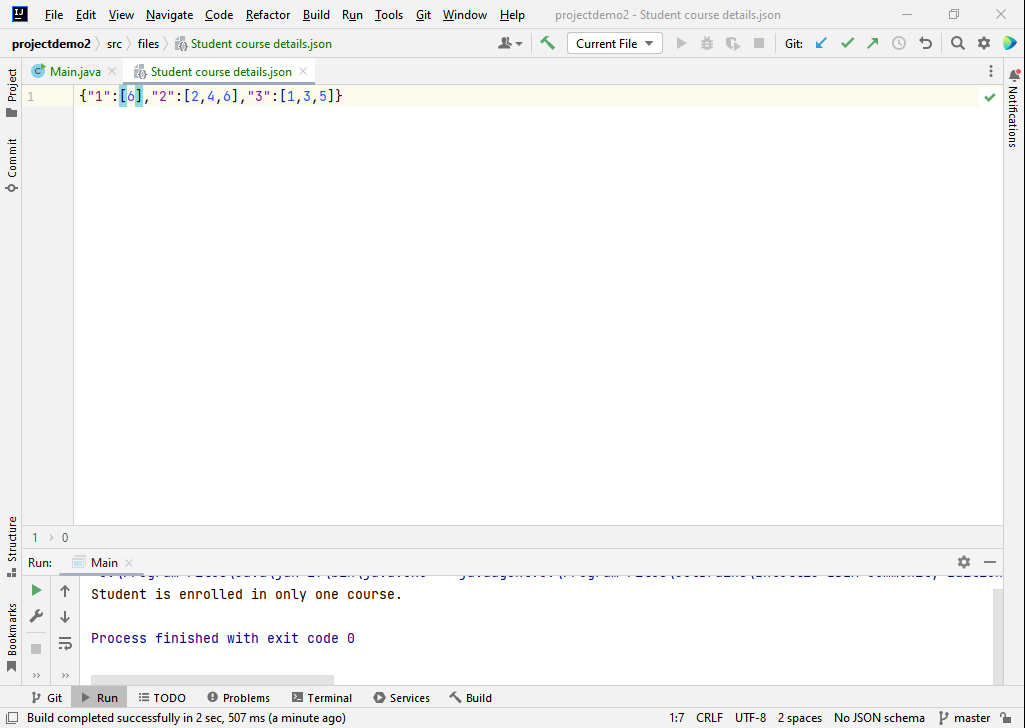 File Edit View Navigate Code Refactor Build Run Tools Git Window Help projectdemo2 - Student course details.json
projectdemo2 src files Student course details.json Current File Git:
Main.java Student course details.json
1 {"1":[6],"2":[2,4,6],"3":[1,3,5]}
Project
Commit
Structure
Bookmarks
Notifications
1 › 0
Run: Main
Student is enrolled in only one course.
Process finished with exit code 0
Git Run TODO Problems Terminal Services Build
Build completed successfully in 2 sec, 507 ms (a minute ago) 1:7 CRLF UTF-8 2 spaces No JSON schema master